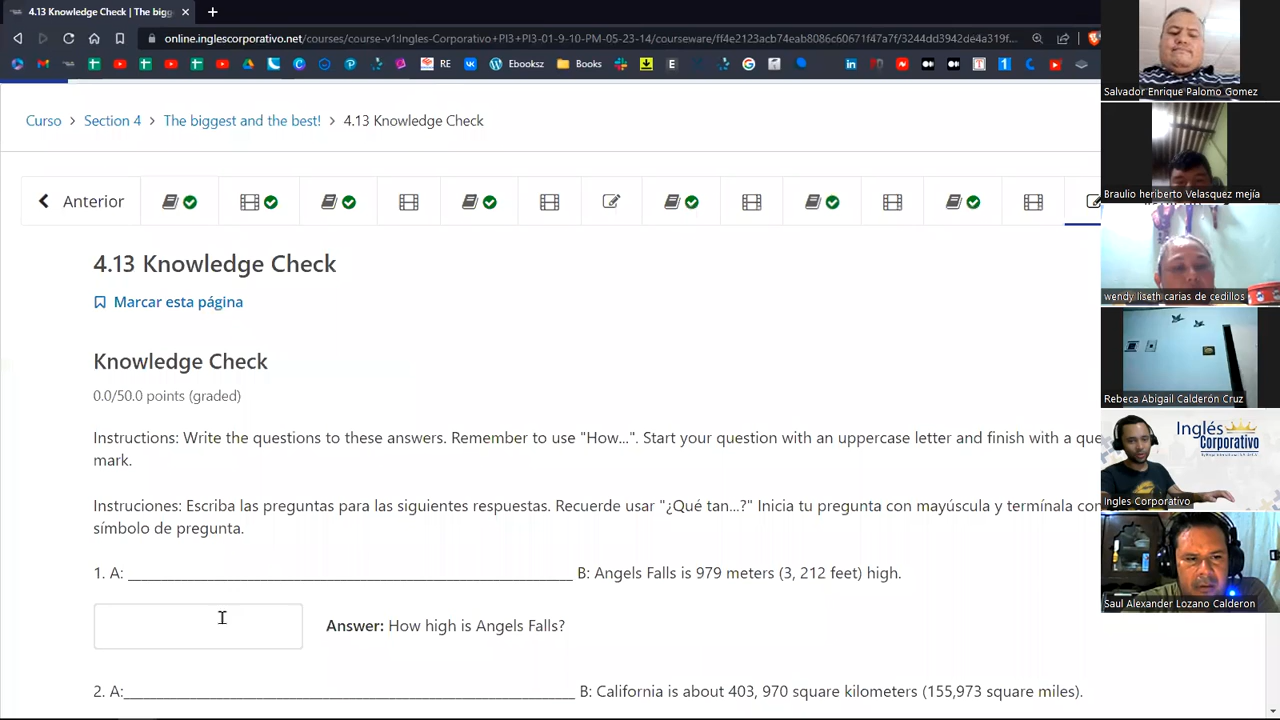 4.13 Knowledge Check | The bigg
online.inglescorporativo.net/courses/course-v1:Ingles-Corporativo+PI3+PI3-01-9-10-PM-05-23-14/courseware/ff4e2123acb74eab8086c60671f47a7f/3244dd3942de4a319f...
RE
Ebooksz
Books
Curso > Section 4 > The biggest and the best! > 4.13 Knowledge Check
Anterior
4.13 Knowledge Check
Marcar esta página
Knowledge Check
0.0/50.0 points (graded)
Instructions: Write the questions to these answers. Remember to use "How...". Start your question with an uppercase letter and finish with a que
mark.
Instruciones: Escriba las preguntas para las siguientes respuestas. Recuerde usar "¿Qué tan...?" Inicia tu pregunta con mayúscula y termínala con
símbolo de pregunta.
1. A: ______________________________ B: Angels Falls is 979 meters (3, 212 feet) high.
Answer: How high is Angels Falls?
2. A:______________________________ B: California is about 403, 970 square kilometers (155,973 square miles).
Salvador Enrique Palomo Gomez
Braulio heriberto Velasquez mejía
wendy liseth carias de cedillos
Rebeca Abigail Calderón Cruz
Inglés
Corporativo
Ingles Corporativo
Saul Alexander Lozano Calderon